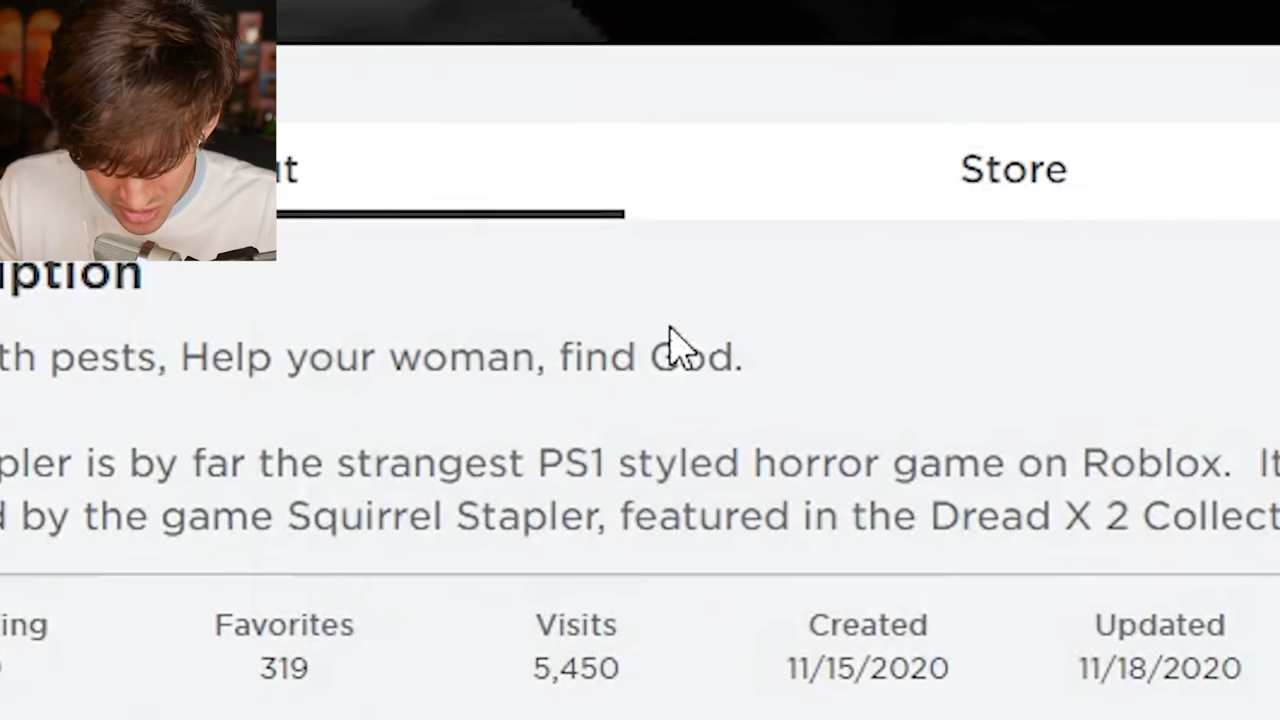 Store
th pests, Help your woman, find God.
pler is by far the strangest PS1 styled horror game on Roblox. It
by the game Squirrel Stapler, featured in the Dread X 2 Collect
ing Favorites Visits Created Updated
319 5,450 11/15/2020 11/18/2020